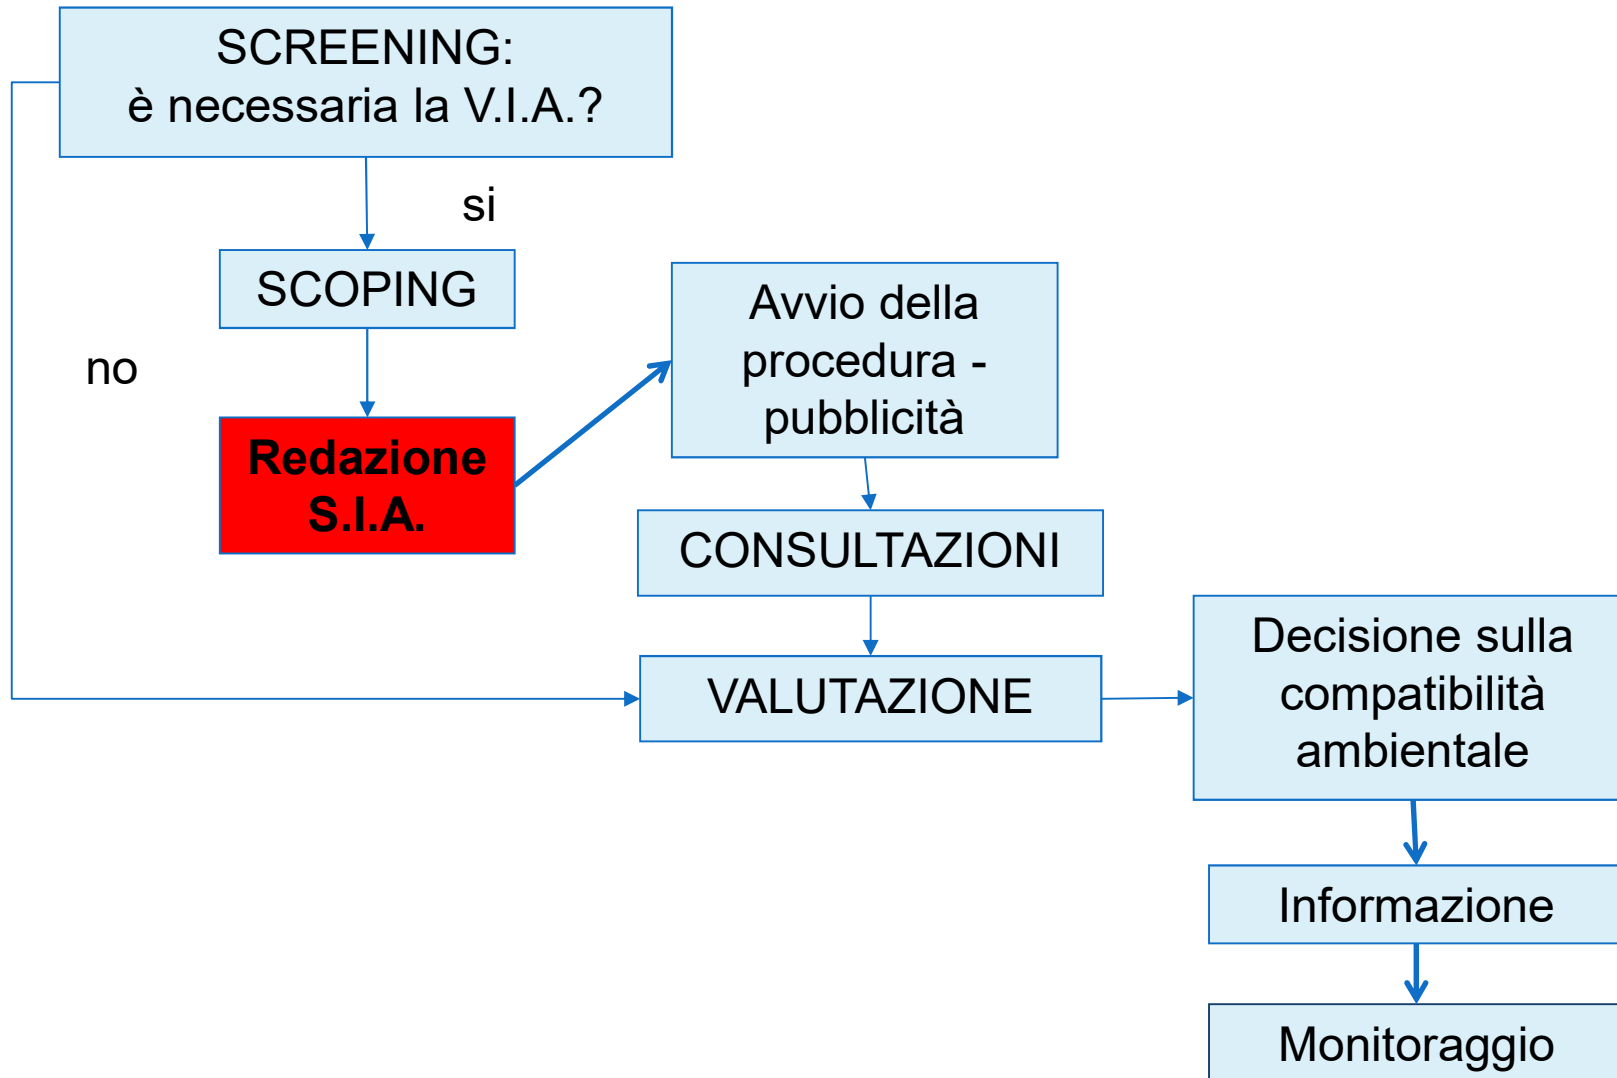 SCREENING:
è necessaria la V.I.A.?
si
SCOPING
no
Redazione
S.I.A.
Avvio della
procedura -
pubblicità
CONSULTAZIONI
VALUTAZIONE
Decisione sulla
compatibilità
ambientale
Informazione
Monitoraggio